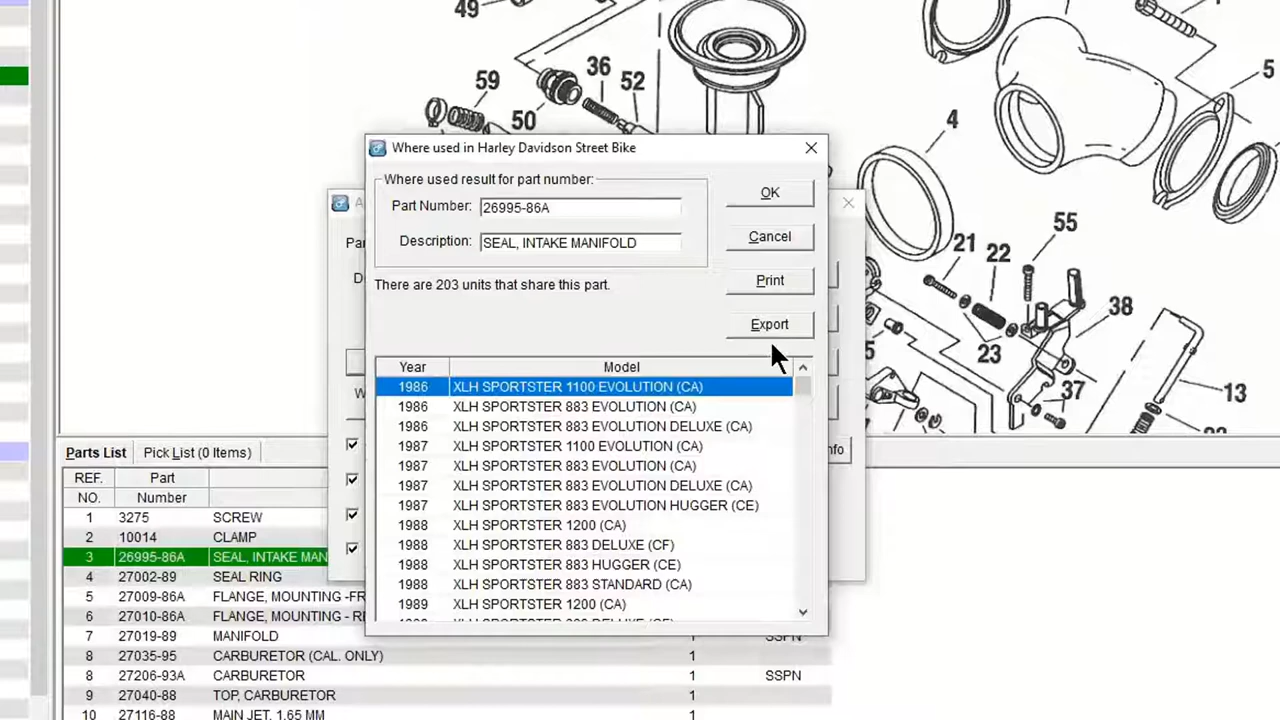 49
36
59
52
50
4
5
55
21
22
38
23
37
13
Where used in Harley Davidson Street Bike
Where used result for part number:
Part Number: 26995-86A
Description: SEAL, INTAKE MANIFOLD
There are 203 units that share this part.
OK
Cancel
Print
Export
Year Model
1986 XLH SPORTSTER 1100 EVOLUTION (CA)
1986 XLH SPORTSTER 883 EVOLUTION (CA)
1986 XLH SPORTSTER 883 EVOLUTION DELUXE (CA)
1987 XLH SPORTSTER 1100 EVOLUTION (CA)
1987 XLH SPORTSTER 883 EVOLUTION (CA)
1987 XLH SPORTSTER 883 EVOLUTION DELUXE (CA)
1987 XLH SPORTSTER 883 EVOLUTION HUGGER (CE)
1988 XLH SPORTSTER 1200 (CA)
1988 XLH SPORTSTER 883 DELUXE (CF)
1988 XLH SPORTSTER 883 HUGGER (CE)
1988 XLH SPORTSTER 883 STANDARD (CA)
1989 XLH SPORTSTER 1200 (CA)
Parts List Pick List (0 Items)
REF. NO. Part Number
1 3275 SCREW
2 10014 CLAMP
3 26995-86A SEAL, INTAKE MAN
4 27002-89 SEAL RING
5 27009-86A FLANGE, MOUNTING -FR
6 27010-86A FLANGE, MOUNTING - R
7 27019-89 MANIFOLD 1 SSPN
8 27035-95 CARBURETOR (CAL. ONLY) 1
8 27206-93A CARBURETOR 1 SSPN
9 27040-88 TOP, CARBURETOR 1
10 27116-88 MAIN JET, 1.65 MM 1